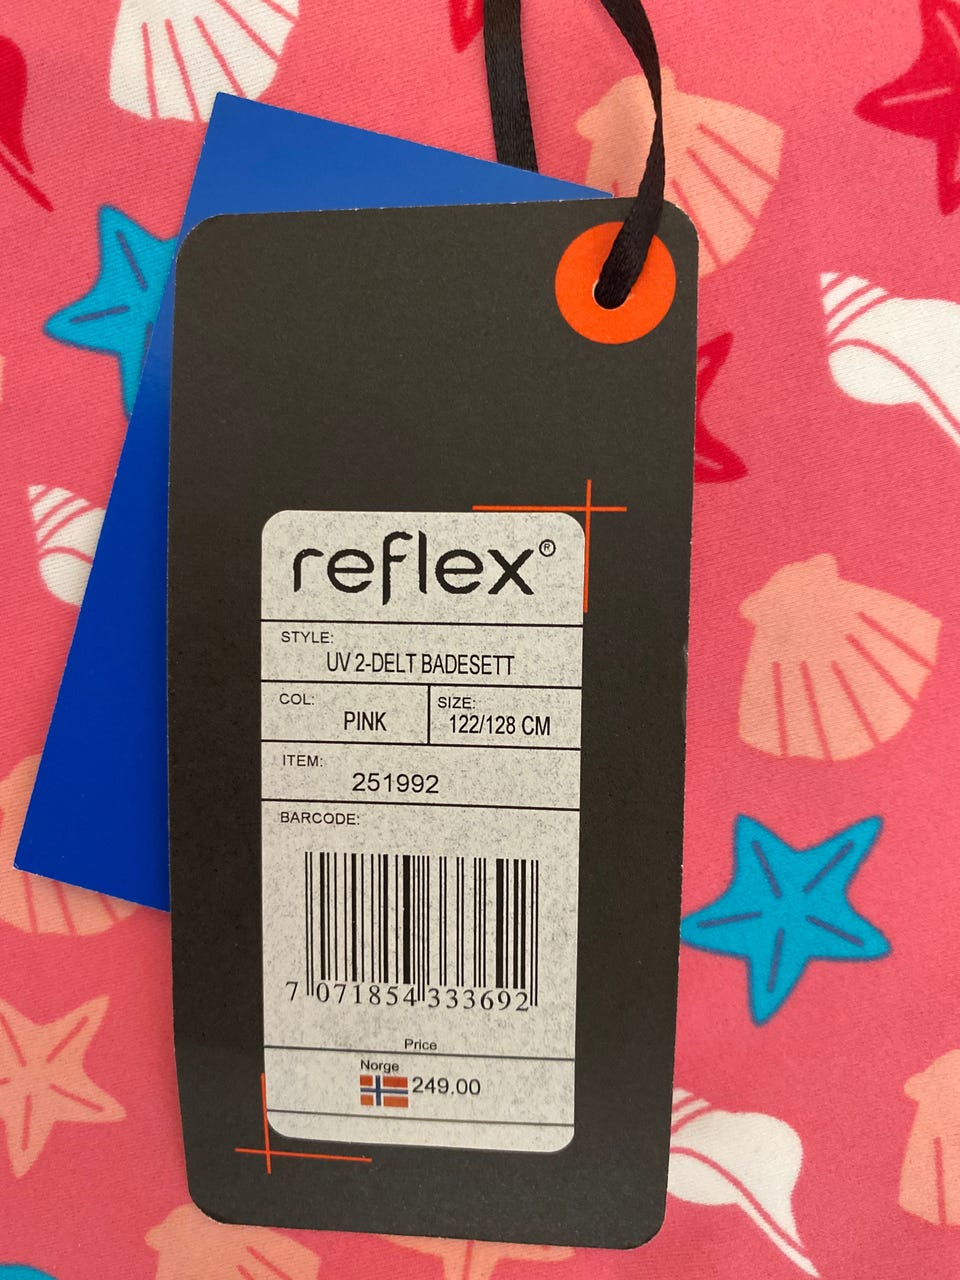 reflex®
STYLE:
UV 2-DELT BADESETT
COL:
PINK
SIZE:
122/128 CM
ITEM:
251992
BARCODE:
7 071854 333692
Price
Norge
249.00